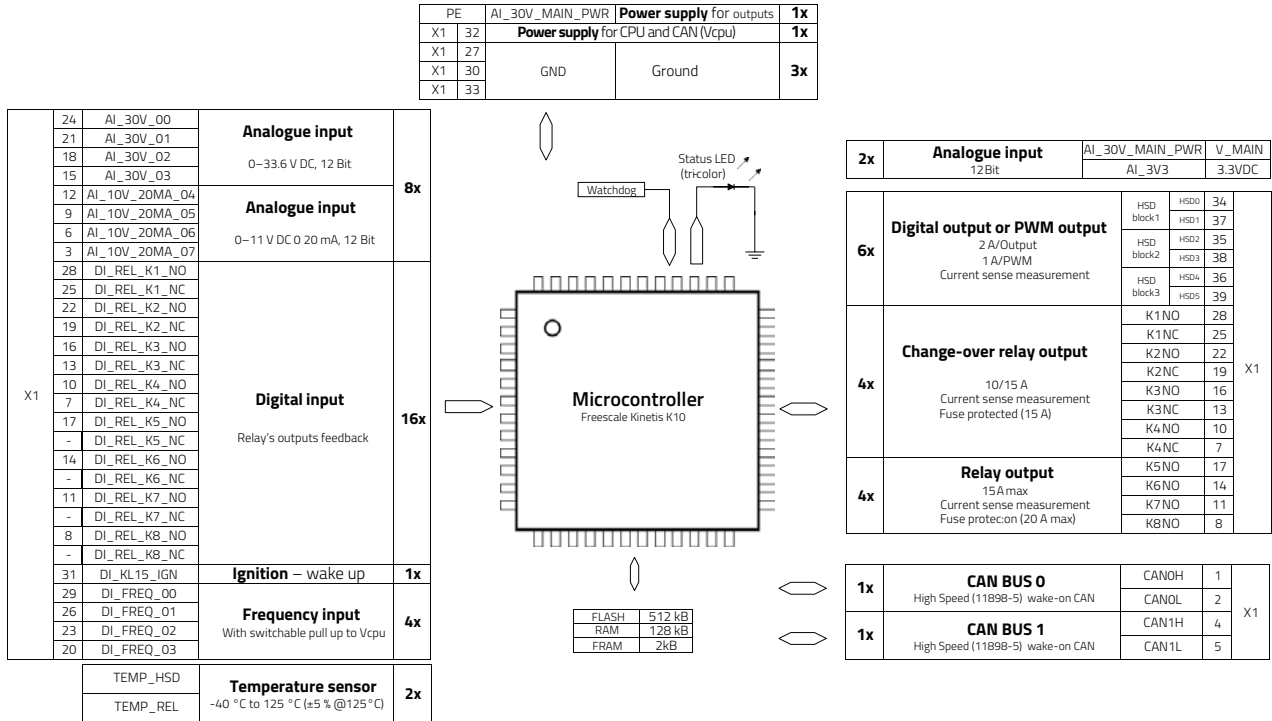 PE AI_30V_MAIN_PWR Power supply for outputs 1x
X1 32 Power supply for CPU and CAN (Vcpu) 1x
X1 27
X1 30 GND Ground 3x
X1 33
X1
24 AI_30V_00
21 AI_30V_01
18 AI_30V_02
15 AI_30V_03
Analogue input
0–33.6 V DC, 12 Bit
12 AI_10V_20MA_04
9 AI_10V_20MA_05
6 AI_10V_20MA_06
3 AI_10V_20MA_07
Analogue input
0–11 V DC 0 20 mA, 12 Bit
8x
28 DI_REL_K1_NO
25 DI_REL_K1_NC
22 DI_REL_K2_NO
19 DI_REL_K2_NC
16 DI_REL_K3_NO
13 DI_REL_K3_NC
10 DI_REL_K4_NO
7 DI_REL_K4_NC
17 DI_REL_K5_NO
- DI_REL_K5_NC
14 DI_REL_K6_NO
- DI_REL_K6_NC
11 DI_REL_K7_NO
- DI_REL_K7_NC
8 DI_REL_K8_NO
- DI_REL_K8_NC
Digital input
Relay's outputs feedback
16x
31 DI_KL15_IGN Ignition – wake up 1x
29 DI_FREQ_00
26 DI_FREQ_01
23 DI_FREQ_02
20 DI_FREQ_03
Frequency input
With switchable pull up to Vcpu
4x
TEMP_HSD
TEMP_REL
Temperature sensor
-40 °C to 125 °C (±5 % @125°C)
2x
Status LED
(tri-color)
Watchdog
Microcontroller
Freescale Kinetis K10
FLASH 512 kB
RAM 128 kB
FRAM 2kB
2x
Analogue input
12Bit
AI_30V_MAIN_PWR V_MAIN
AI_3V3 3.3VDC
6x
Digital output or PWM output
2 A/Output
1 A/PWM
Current sense measurement
HSD
block1
HSD0 34
HSD1 37
HSD
block2
HSD2 35
HSD3 38
HSD
block3
HSD4 36
HSD5 39
4x
Change-over relay output
10/15 A
Current sense measurement
Fuse protected (15 A)
K1NO 28
K1NC 25
K2NO 22
K2NC 19
K3NO 16
K3NC 13
K4NO 10
K4NC 7
X1
4x
Relay output
15A max
Current sense measurement
Fuse protec:on (20 A max)
K5NO 17
K6NO 14
K7NO 11
K8NO 8
1x
CAN BUS 0
High Speed (11898-5) wake-on CAN
CAN0H 1
CAN0L 2
1x
CAN BUS 1
High Speed (11898-5) wake-on CAN
CAN1H 4
CAN1L 5
X1